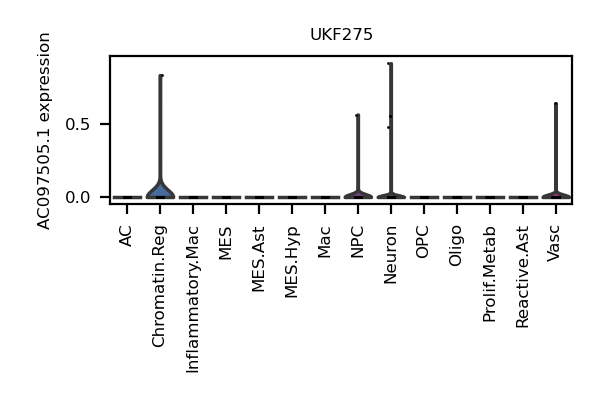 UKF275
AC097505.1 expression
0.5
0.0
AC
Chromatin.Reg
Inflammatory.Mac
MES
MES.Ast
MES.Hyp
Mac
NPC
Neuron
OPC
Oligo
Prolif.Metab
Reactive.Ast
Vasc